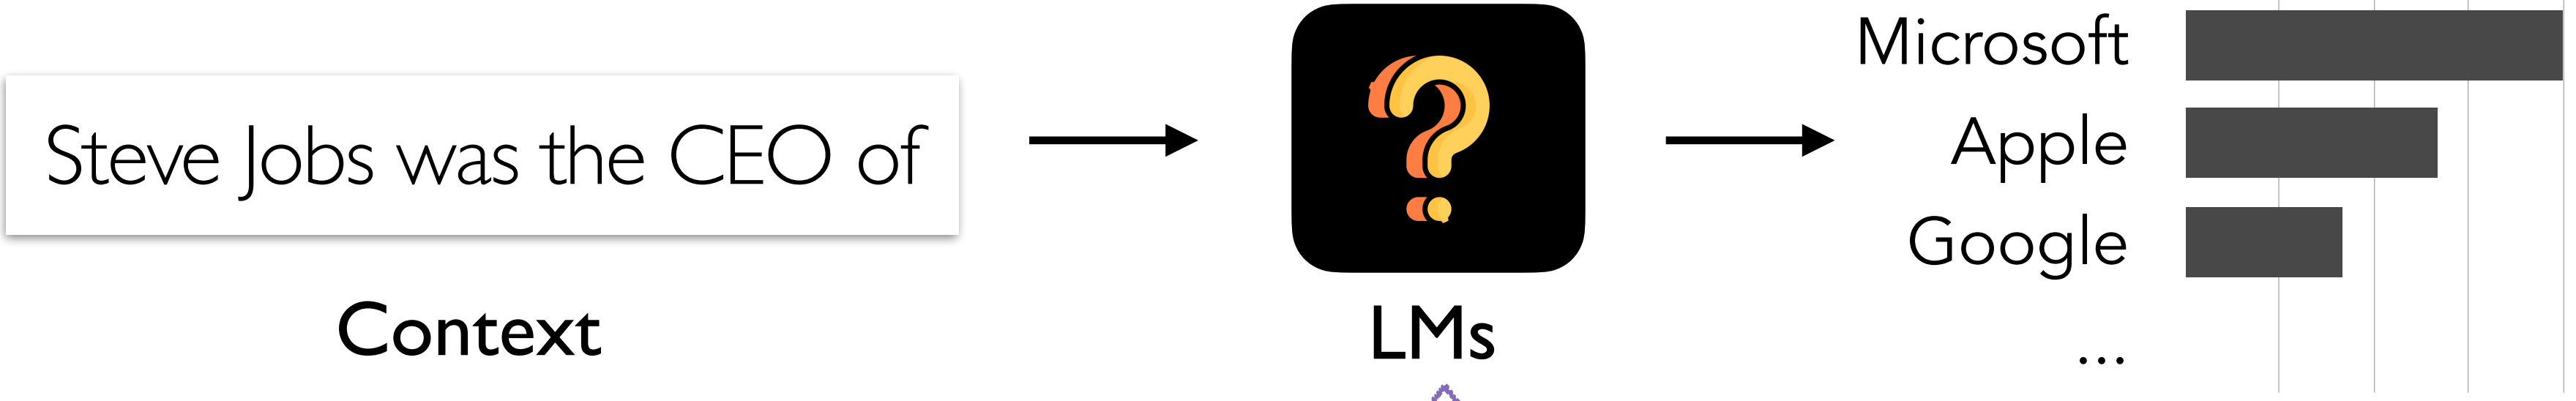 Steve Jobs was the CEO of
Context
?
LMs
Microsoft
Apple
Google
...